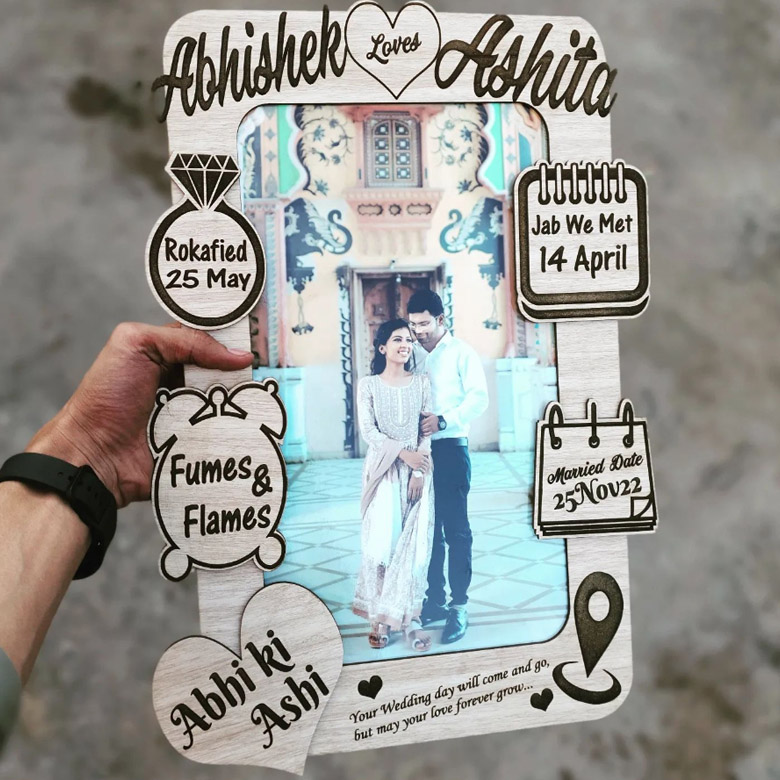 Abhishek Loves Ashita
Rokafied
25 May
Jab We Met
14 April
Fumes &
Flames
Married Date
25Nov22
Abhi ki
Ashi
Your Wedding day will come and go,
but may your love forever grow...